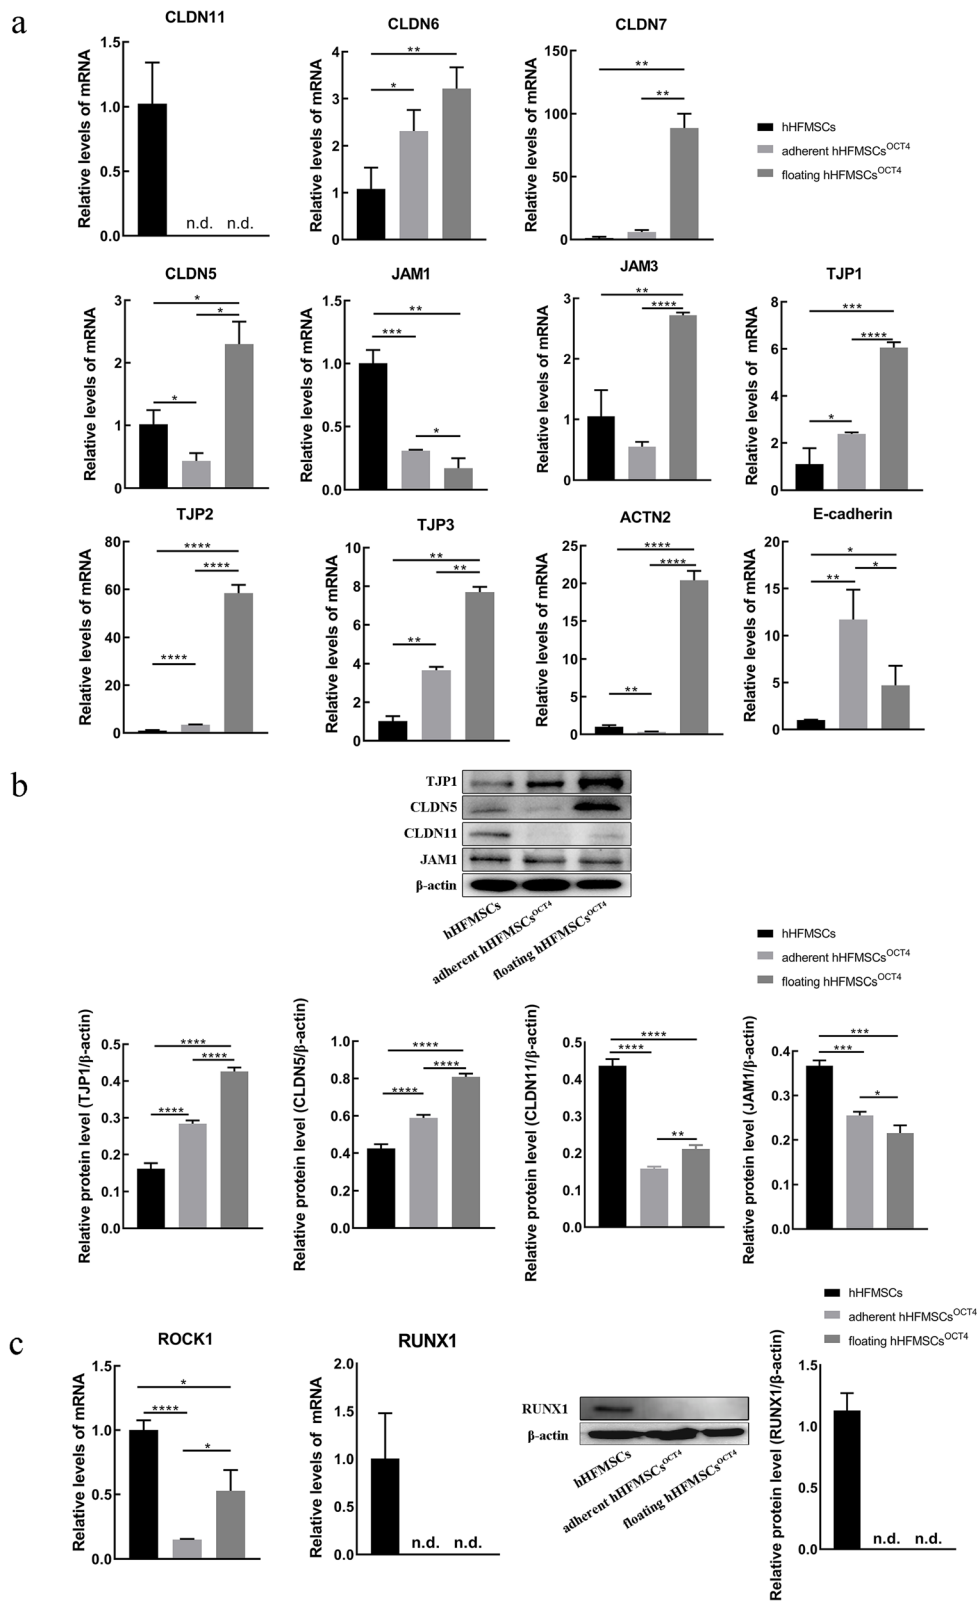 a
CLDN11
Relative levels of mRNA
1.5
1.0
0.5
0.0
n.d. n.d.
CLDN6
Relative levels of mRNA
4
3
2
1
0
**
*
CLDN7
Relative levels of mRNA
150
100
50
0
**
**
hHFMSCs
adherent hHFMSCsOCT4
floating hHFMSCsOCT4
CLDN5
Relative levels of mRNA
3
2
1
0
*
*
*
JAM1
Relative levels of mRNA
1.5
1.0
0.5
0.0
**
***
*
JAM3
Relative levels of mRNA
3
2
1
0
**
****
TJP1
Relative levels of mRNA
8
6
4
2
0
***
****
*
TJP2
Relative levels of mRNA
80
60
40
20
0
****
****
****
TJP3
Relative levels of mRNA
10
8
6
4
2
0
**
**
**
ACTN2
Relative levels of mRNA
25
20
15
10
5
0
****
****
**
E-cadherin
Relative levels of mRNA
20
15
10
5
0
*
**
*
b
TJP1
CLDN5
CLDN11
JAM1
β-actin
hHFMSCs
adherent hHFMSCsOCT4
floating hHFMSCsOCT4
hHFMSCs
adherent hHFMSCsOCT4
floating hHFMSCsOCT4
Relative protein level (TJP1/β-actin)
0.5
0.4
0.3
0.2
0.1
0.0
****
****
****
Relative protein level (CLDN5/β-actin)
1.0
0.8
0.6
0.4
0.2
0.0
****
****
****
Relative protein level (CLDN11/β-actin)
0.5
0.4
0.3
0.2
0.1
0.0
****
****
**
Relative protein level (JAM1/β-actin)
0.4
0.3
0.2
0.1
0.0
***
***
*
c
ROCK1
Relative levels of mRNA
1.5
1.0
0.5
0.0
*
****
*
RUNX1
Relative levels of mRNA
2.0
1.5
1.0
0.5
0.0
n.d. n.d.
RUNX1
β-actin
hHFMSCs
adherent hHFMSCsOCT4
floating hHFMSCsOCT4
hHFMSCs
adherent hHFMSCsOCT4
floating hHFMSCsOCT4
Relative protein level (RUNX1/β-actin)
1.5
1.0
0.5
0.0
n.d. n.d.